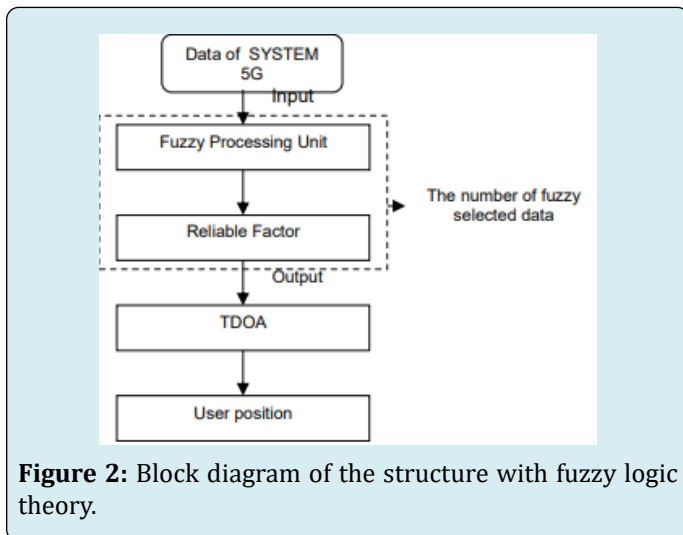 Data of SYSTEM
5G
Input
Fuzzy Processing Unit
The number of fuzzy
selected data
Reliable Factor
Output
TDOA
User position
Figure 2: Block diagram of the structure with fuzzy logic
theory.